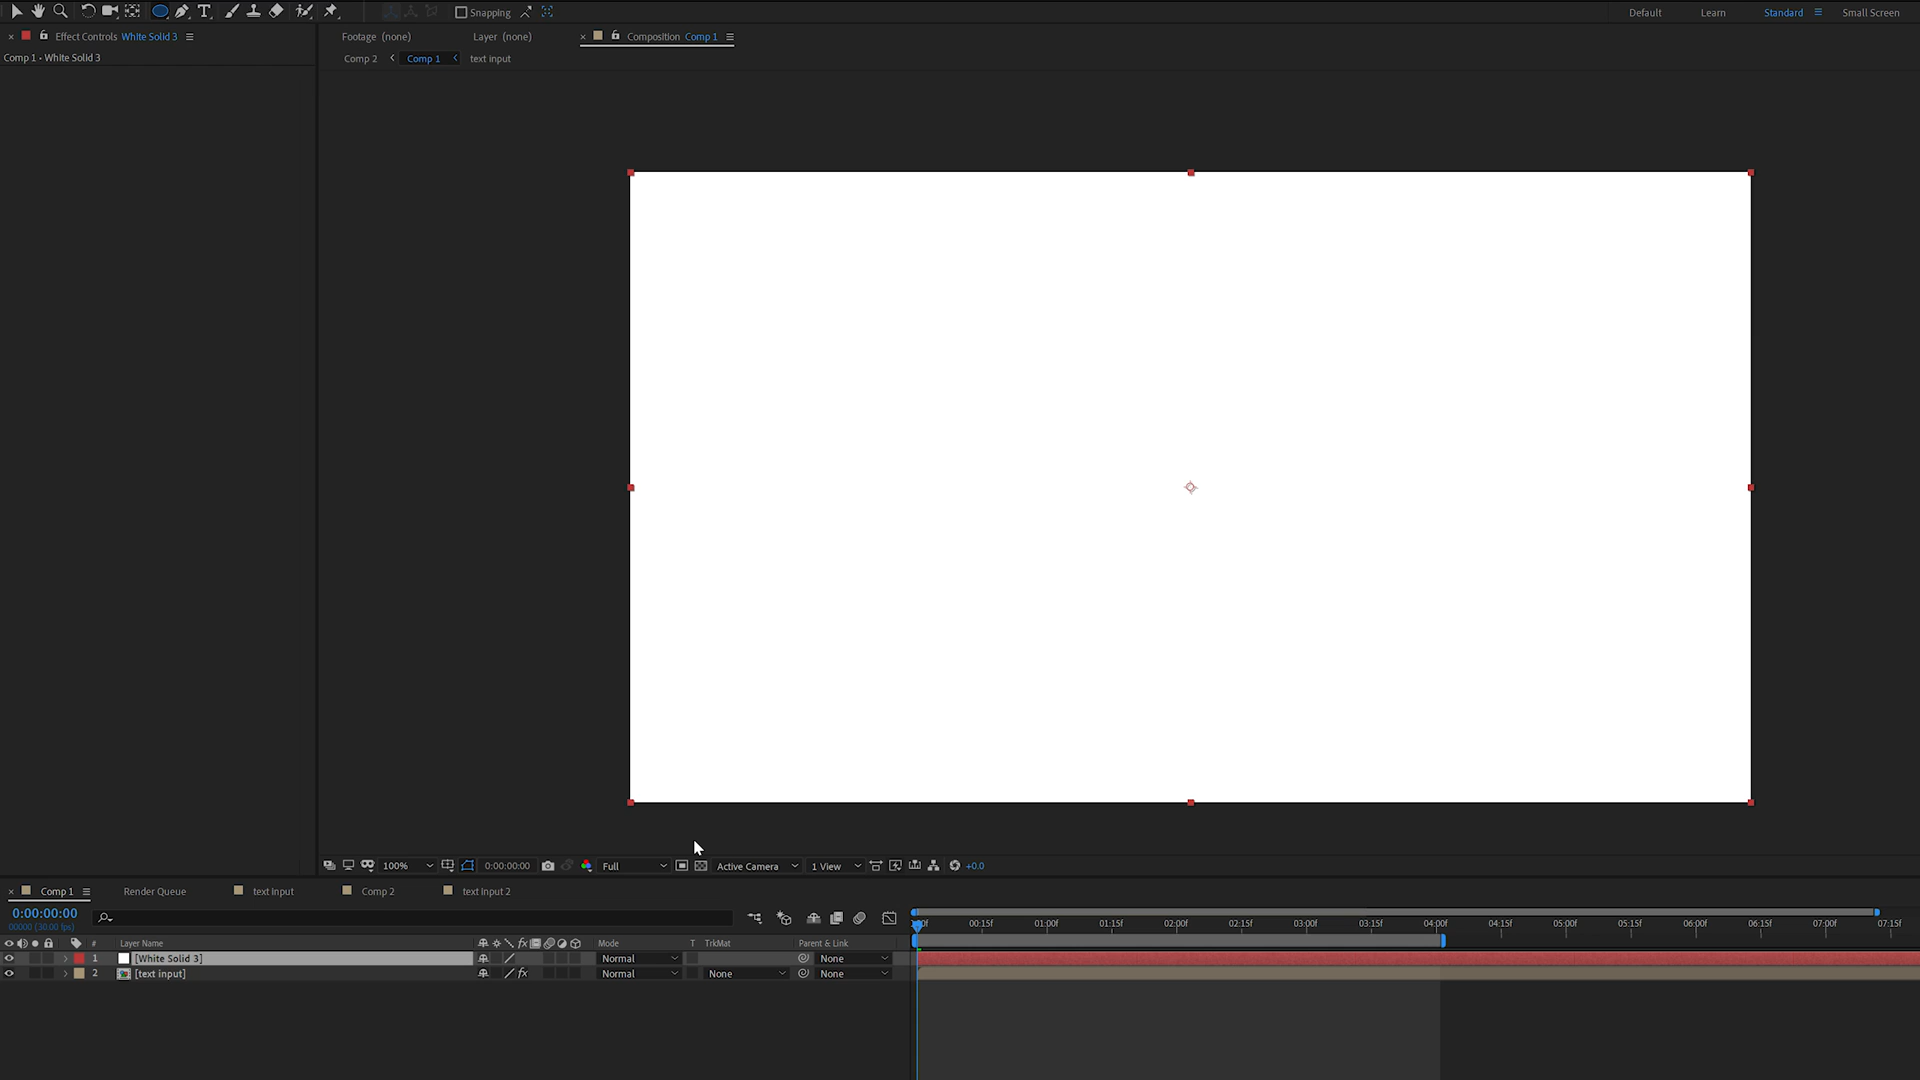 Snapping
Default
Learn
Standard
Small Screen
Effect Controls White Solid 3
Footage (none)
Layer (none)
Composition Comp 1
Comp 1 • White Solid 3
Comp 2
Comp 1
text input
100%
0:00:00:00
Full
Active Camera
1 View
+0.0
Comp 1
Render Queue
text input
Comp 2
text input 2
0:00:00:00
00000 (30.00 fps)
00:15f
01:00f
01:15f
02:00f
02:15f
03:00f
03:15f
04:00f
04:15f
05:00f
05:15f
06:00f
06:15f
07:00f
07:15f
#
Layer Name
Mode
T
TrkMat
Parent & Link
1
[White Solid 3]
Normal
None
2
[text input]
fx
Normal
None
None